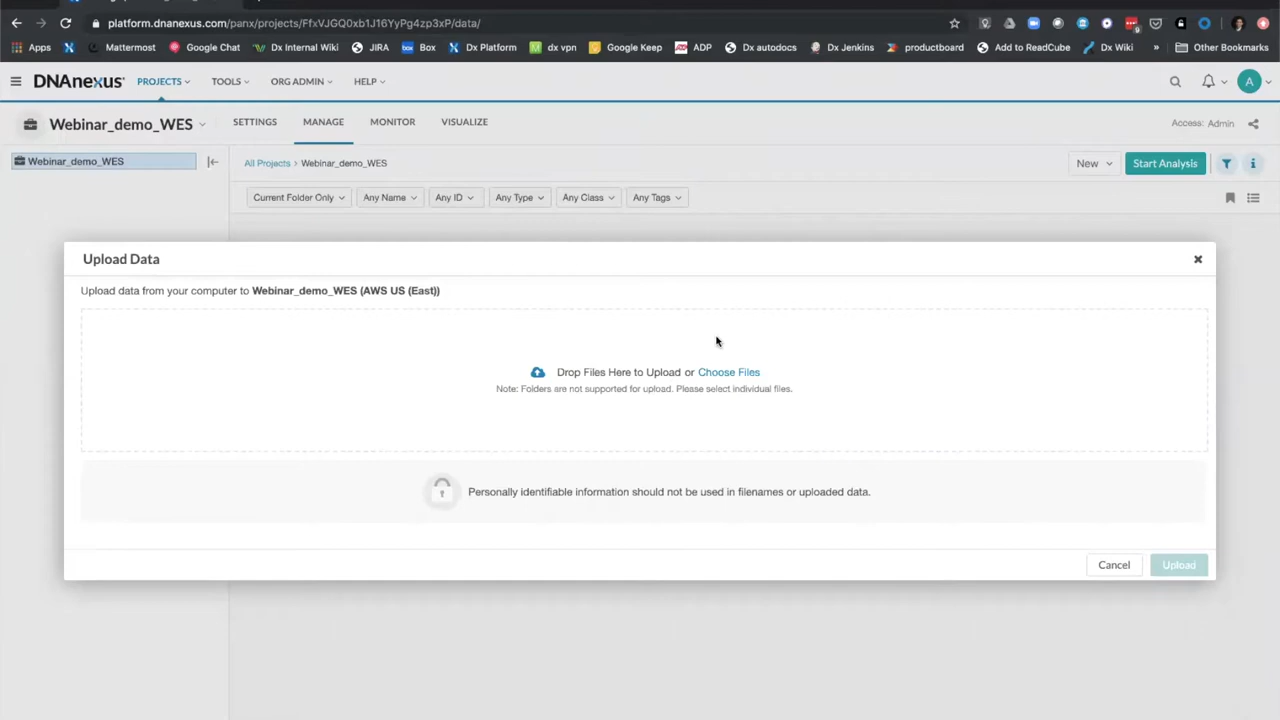 platform.dnanexus.com/panx/projects/FfxVJGQ0xb1J16YyPg4zp3xP/data/
Apps Mattermost Google Chat Dx Internal Wiki JIRA Box Dx Platform dx vpn Google Keep ADP Dx autodocs Dx Jenkins productboard Add to ReadCube Dx Wiki » Other Bookmarks
DNAnexus PROJECTS TOOLS ORG ADMIN HELP A
Webinar_demo_WES SETTINGS MANAGE MONITOR VISUALIZE Access: Admin
Webinar_demo_WES All Projects > Webinar_demo_WES New Start Analysis
Current Folder Only Any Name Any ID Any Type Any Class Any Tags
Upload Data
Upload data from your computer to Webinar_demo_WES (AWS US (East))
Drop Files Here to Upload or Choose Files
Note: Folders are not supported for upload. Please select individual files.
Personally identifiable information should not be used in filenames or uploaded data.
Cancel Upload